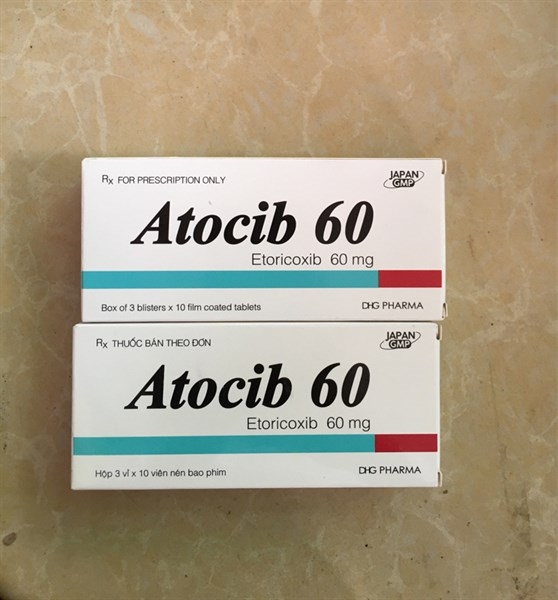 Rx FOR PRESCRIPTION ONLY
JAPAN
GMP
Atocib 60
Etoricoxib 60 mg
Box of 3 blisters x 10 film coated tablets
DHG PHARMA
Rx THUỐC BÁN THEO ĐƠN
JAPAN
GMP
Atocib 60
Etoricoxib 60 mg
Hộp 3 vỉ x 10 viên nén bao phim
DHG PHARMA